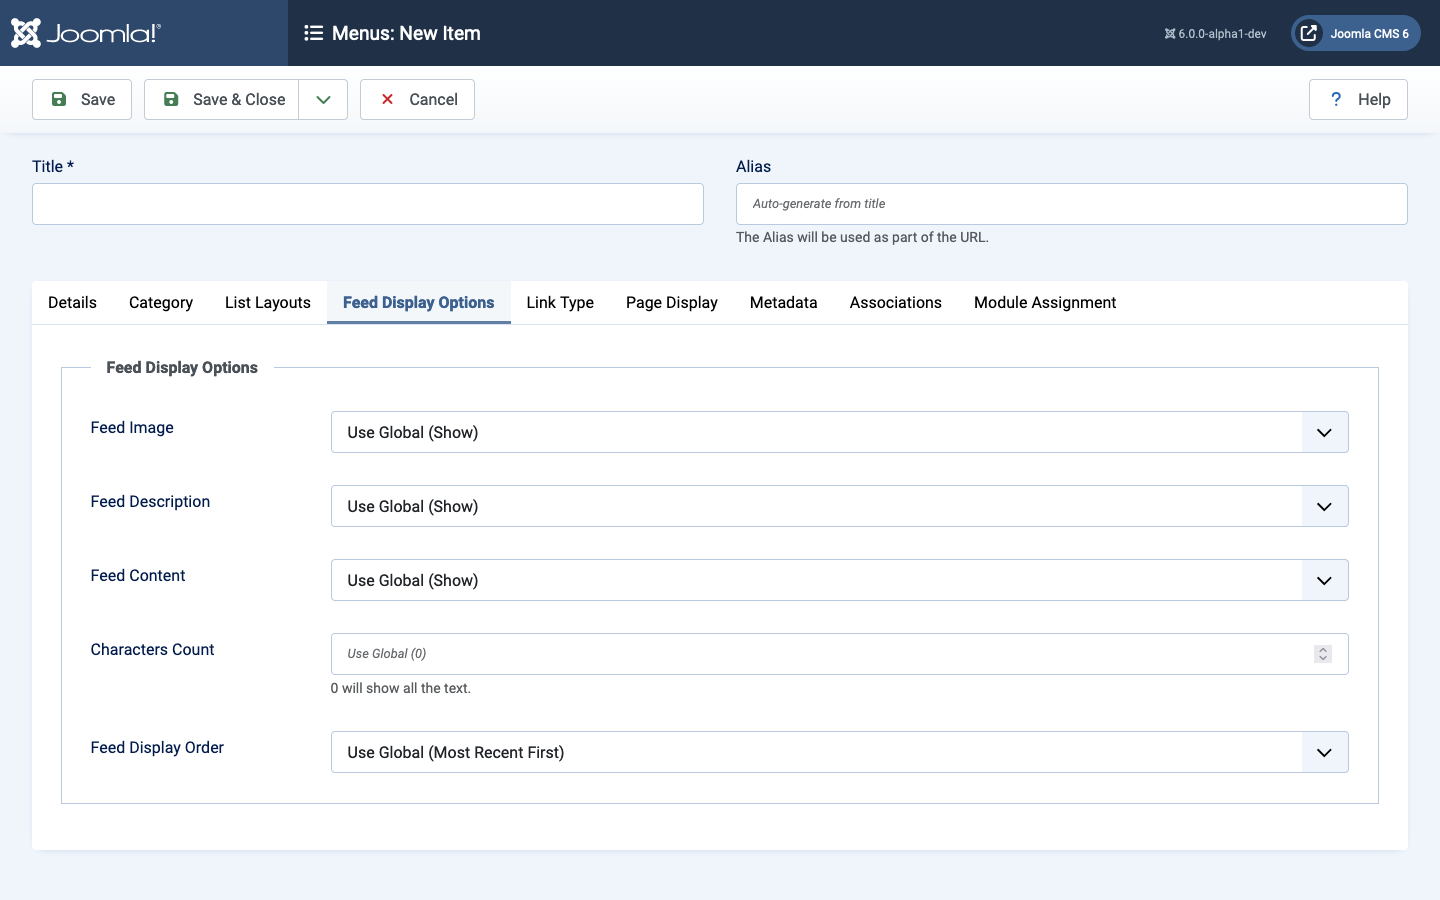 Joomla!®
Menus: New Item
6.0.0-alpha1-dev
Joomla CMS 6
Save
Save & Close
Cancel
? Help
Title *
Alias
Auto-generate from title
The Alias will be used as part of the URL.
Details Category List Layouts Feed Display Options Link Type Page Display Metadata Associations Module Assignment
Feed Display Options
Feed Image
Use Global (Show)
Feed Description
Use Global (Show)
Feed Content
Use Global (Show)
Characters Count
Use Global (0)
0 will show all the text.
Feed Display Order
Use Global (Most Recent First)